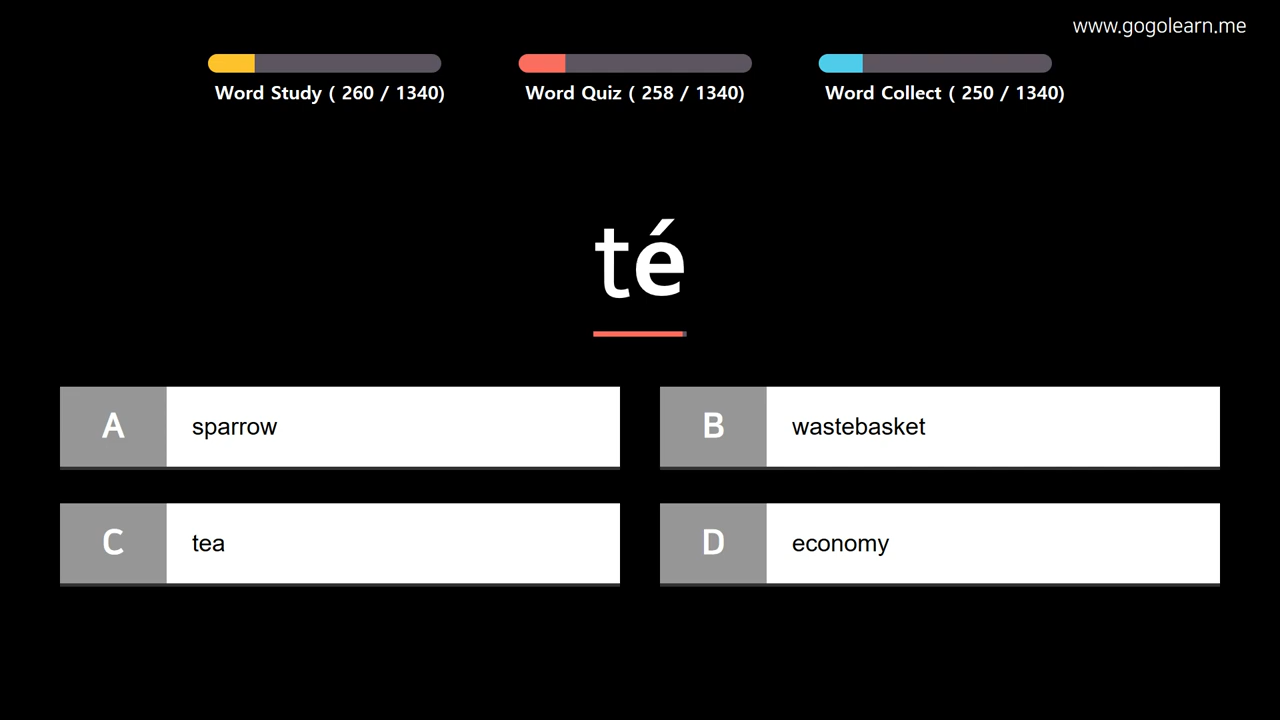 www.gogolearn.me
Word Study ( 260 / 1340)
Word Quiz ( 258 / 1340)
Word Collect ( 250 / 1340)
té
A sparrow
B wastebasket
C tea
D economy